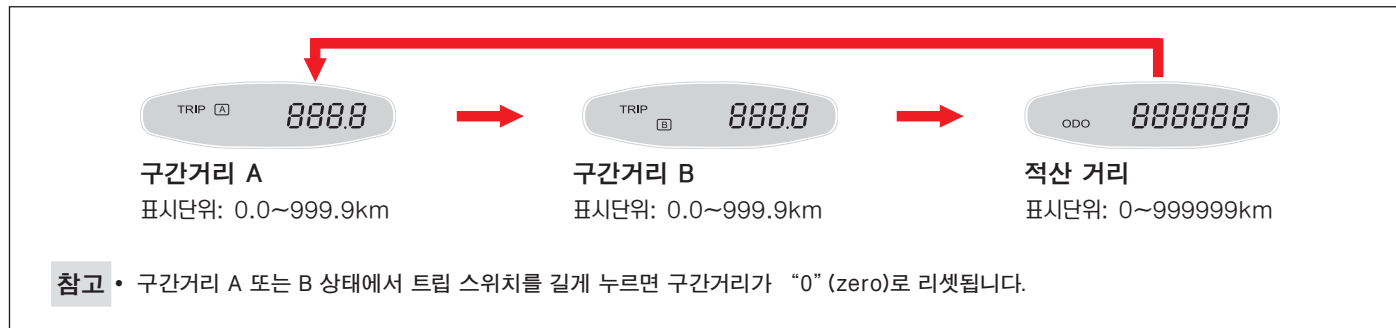 TRIP A 888.8
TRIP B 888.8
ODO 888888
구간거리 A
표시단위: 0.0~999.9km
구간거리 B
표시단위: 0.0~999.9km
적산 거리
표시단위: 0~999999km
참고 • 구간거리 A 또는 B 상태에서 트립 스위치를 길게 누르면 구간거리가 “0” (zero)로 리셋됩니다.